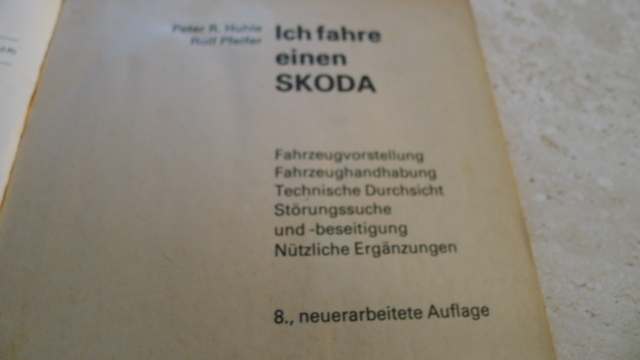 Peter R. Huhle
Rolf Pfeifer
Ich fahre
einen
SKODA
Fahrzeugvorstellung
Fahrzeughandhabung
Technische Durchsicht
Störungssuche
und -beseitigung
Nützliche Ergänzungen
8., neuerarbeitete Auflage